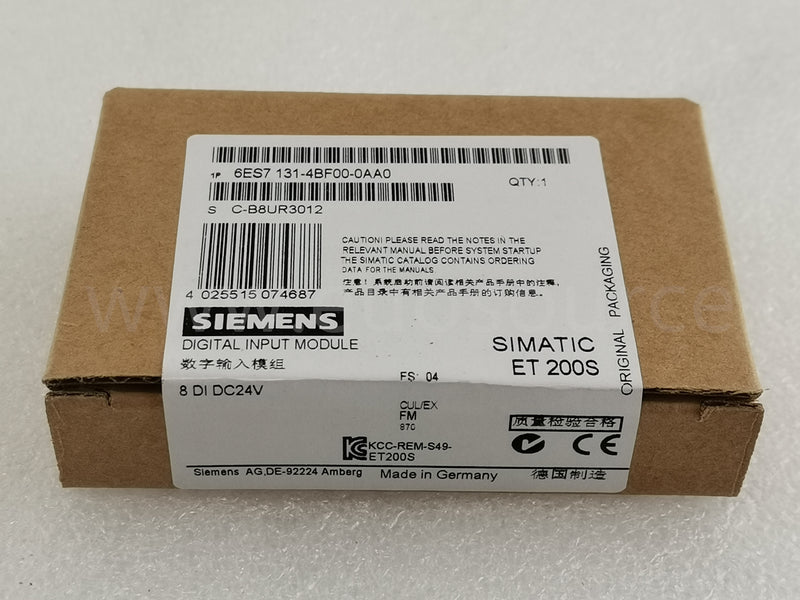 1P 6ES7 131-4BF00-0AA0
QTY:1
S C-B8UR3012
CAUTION! PLEASE READ THE NOTES IN THE
RELEVANT MANUAL BEFORE SYSTEM STARTUP
THE SIMATIC CATALOG CONTAINS ORDERING
DATA FOR THE MANUALS.
注意！系统启动前请阅读相关产品手册中的注释，
产品目录中有相关产品手册的订购信息。
4 025515 074687
SIEMENS
DIGITAL INPUT MODULE
数字输入模组
8 DI DC24V
SIMATIC
ET 200S
ORIGINAL PACKAGING
FS: 04
CUL/EX
FM
质量检验合格
CE
KCC-REM-S49-
ET200S
Siemens AG,DE-92224 Amberg
Made in Germany
德国制造